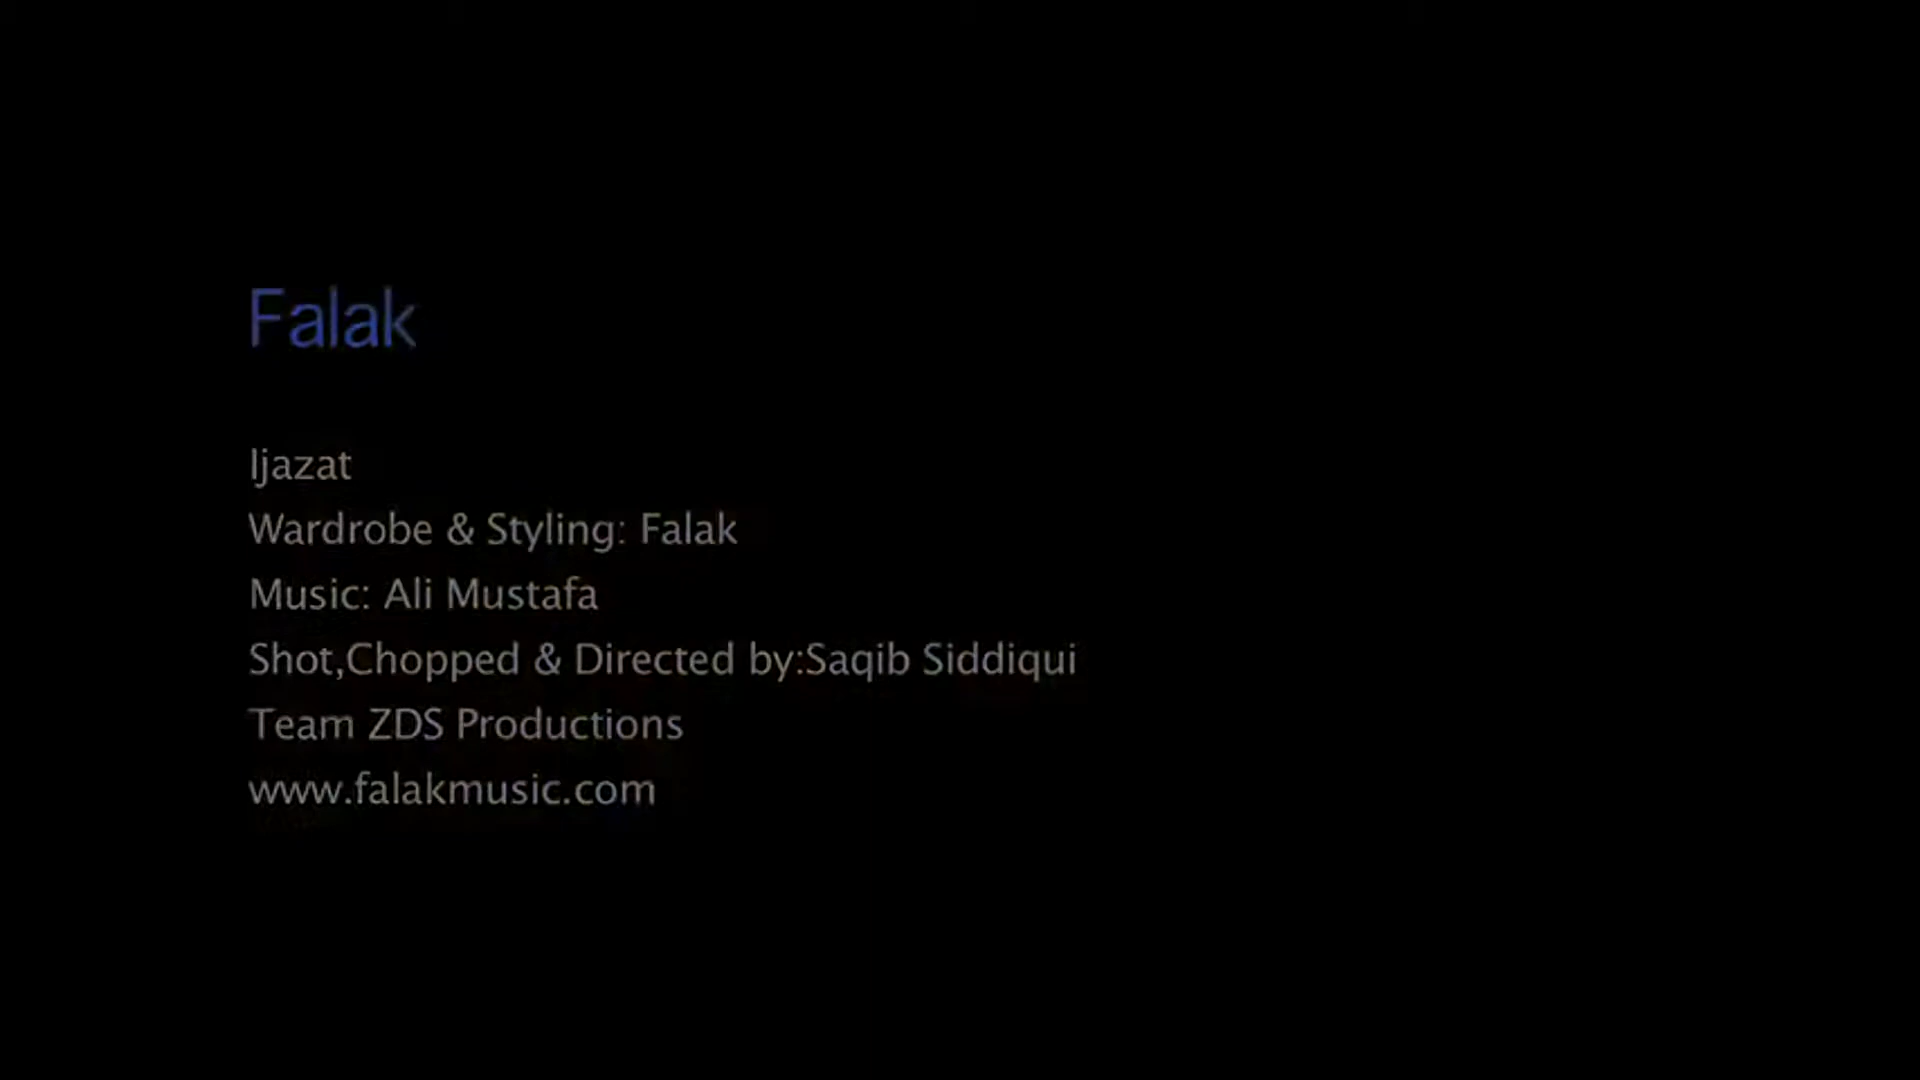 Falak
Ijazat
Wardrobe & Styling: Falak
Music: Ali Mustafa
Shot,Chopped & Directed by:Saqib Siddiqui
Team ZDS Productions
www.falakmusic.com